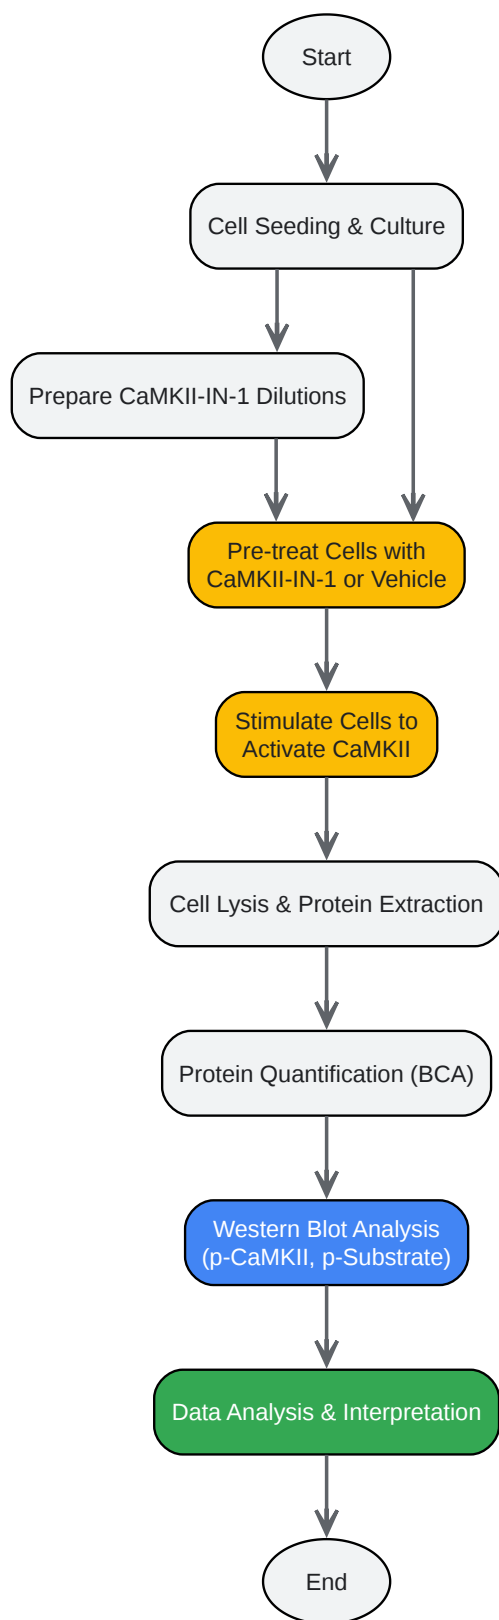 Start
Cell Seeding & Culture
Prepare CaMKII-IN-1 Dilutions
Pre-treat Cells with
CaMKII-IN-1 or Vehicle
Stimulate Cells to
Activate CaMKII
Cell Lysis & Protein Extraction
Protein Quantification (BCA)
Western Blot Analysis
(p-CaMKII, p-Substrate)
Data Analysis & Interpretation
End